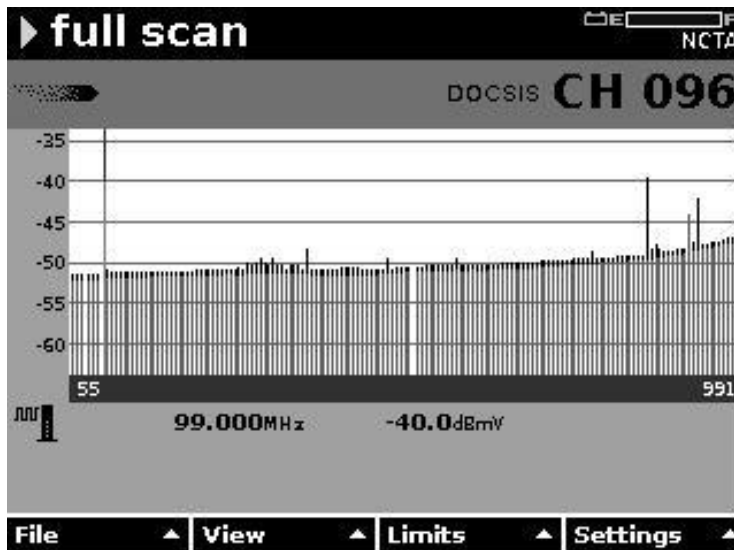 full scan
E F
NCTA
DOCSIS CH 096
-35
-40
-45
-50
-55
-60
55 991
99.000MHz -40.0dBmV
File View Limits Settings